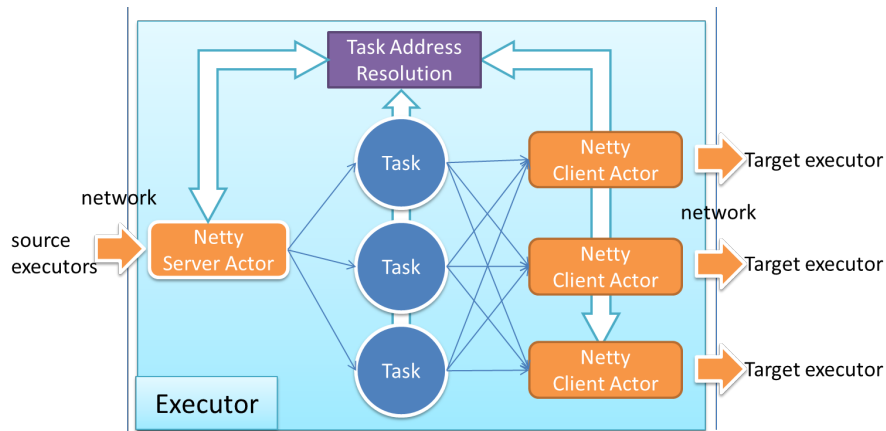 Task Address
Resolution
Task
Netty
Client Actor
Target executor
network
network
source
executors
Netty
Server Actor
Task
Netty
Client Actor
Target executor
Task
Netty
Client Actor
Target executor
Executor